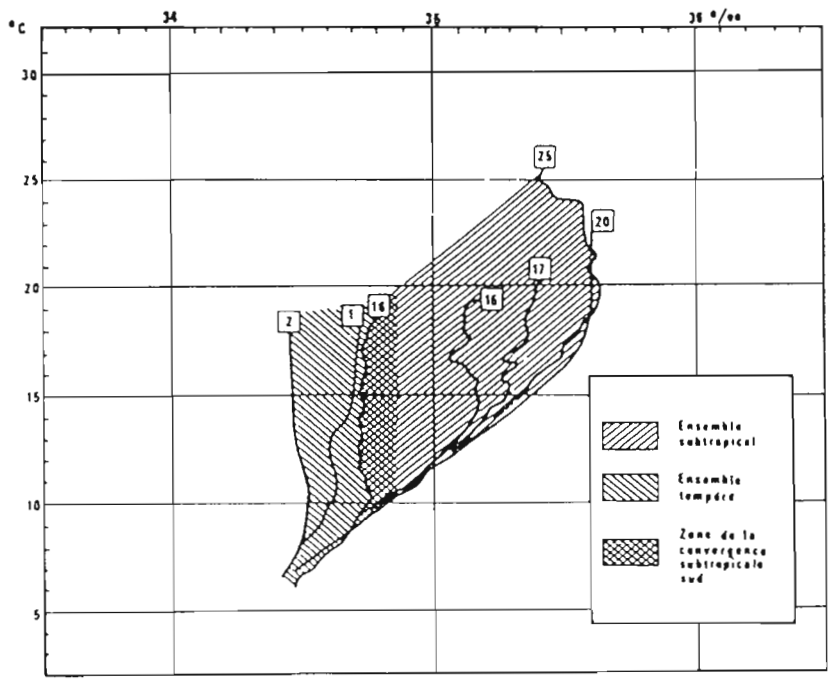 °C
34
35
36 °/oo
30
25
20
15
10
5
25
20
17
16
16
1
2
Ensemble
subtropical
Ensemble
tempéré
Zone de la
convergence
subtropicale
sud